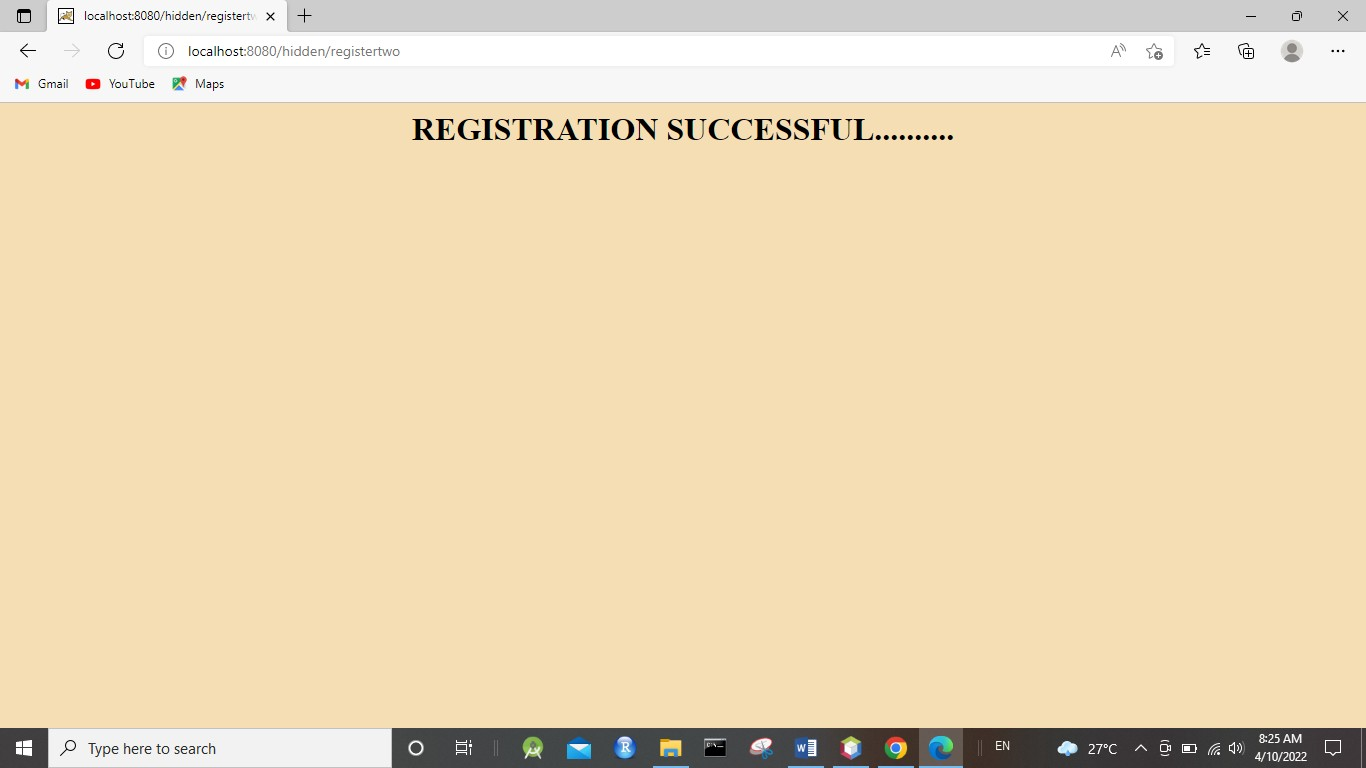 localhost:8080/hidden/registertw
localhost:8080/hidden/registertwo
Gmail
YouTube
Maps
REGISTRATION SUCCESSFUL..........
Type here to search
EN
27°C
8:25 AM
4/10/2022